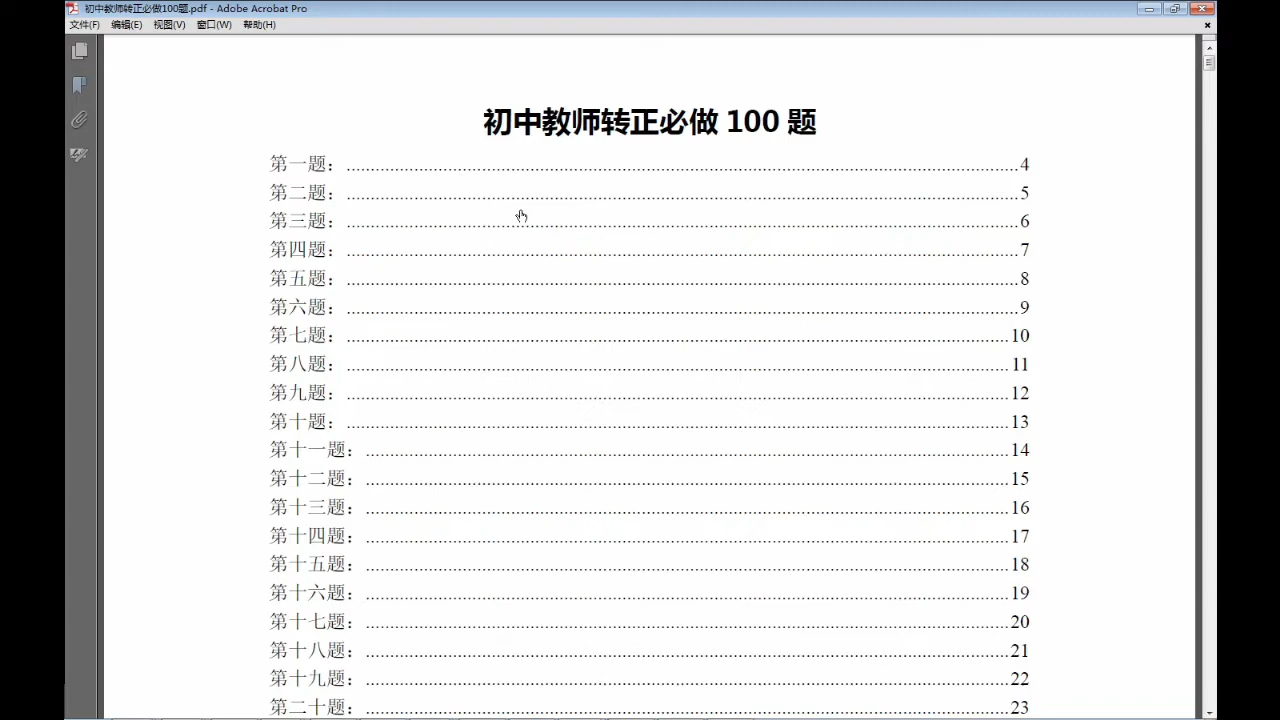 初中教师转正必做100题.pdf - Adobe Acrobat Pro
文件(F) 编辑(E) 视图(V) 窗口(W) 帮助(H)
初中教师转正必做 100 题
第一题：........................................4
第二题：........................................5
第三题：........................................6
第四题：........................................7
第五题：........................................8
第六题：........................................9
第七题：........................................10
第八题：........................................11
第九题：........................................12
第十题：........................................13
第十一题：........................................14
第十二题：........................................15
第十三题：........................................16
第十四题：........................................17
第十五题：........................................18
第十六题：........................................19
第十七题：........................................20
第十八题：........................................21
第十九题：........................................22
第二十题：........................................23